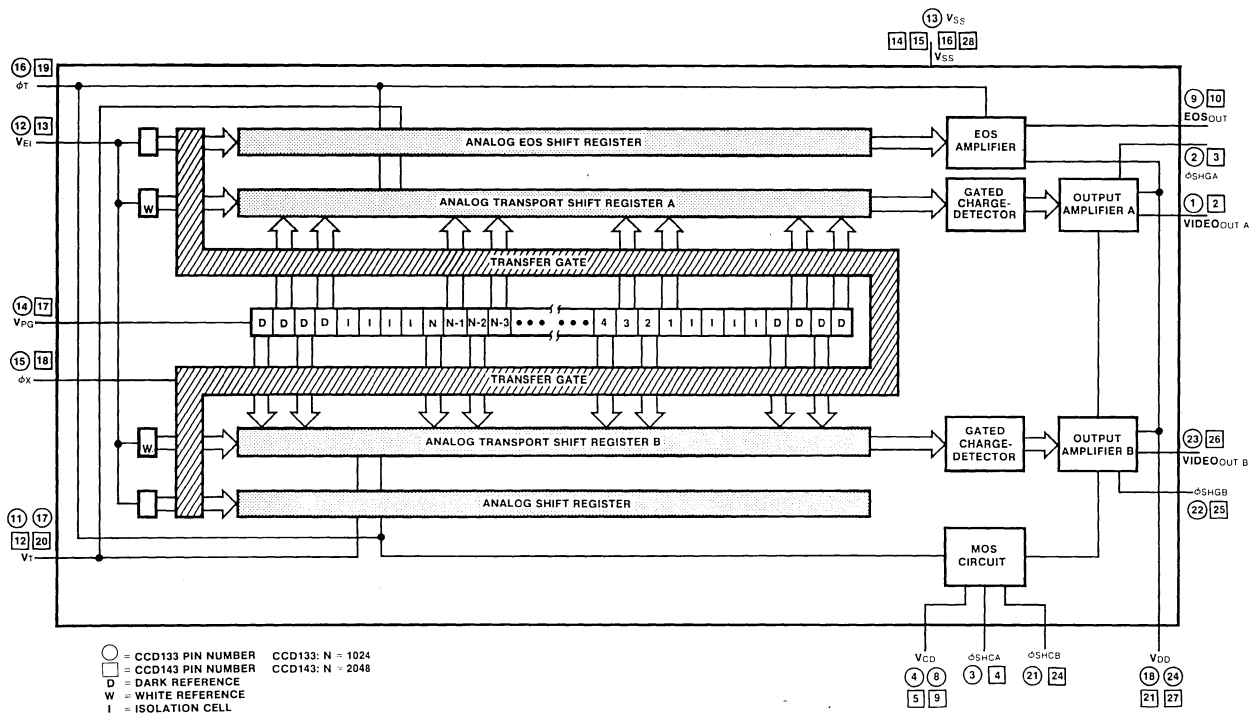 13 VSS
14 15 16 28
VSS
16 19
ϕT
12 13
VEI
ANALOG EOS SHIFT REGISTER
EOS
AMPLIFIER
9 10
EOSOUT
2 3
ϕSHGA
W
ANALOG TRANSPORT SHIFT REGISTER A
GATED
CHARGE-
DETECTOR
OUTPUT
AMPLIFIER A
1 2
VIDEOOUT A
TRANSFER GATE
14 17
VPG
D D D D I I I I N N-1 N-2 N-3 •••• •••• 4 3 2 1 I I I I D D D D
15 18
ϕX
TRANSFER GATE
W
ANALOG TRANSPORT SHIFT REGISTER B
GATED
CHARGE-
DETECTOR
OUTPUT
AMPLIFIER B
23 26
VIDEOOUT B
ANALOG SHIFT REGISTER
ϕSHGB
22 25
11 17
12 20
VT
MOS
CIRCUIT
VCD ϕSHCA ϕSHCB VDD
4 8 3 4 21 24 18 24
5 9 21 27
= CCD133 PIN NUMBER CCD133: N = 1024
= CCD143 PIN NUMBER CCD143: N = 2048
D = DARK REFERENCE
W = WHITE REFERENCE
I = ISOLATION CELL